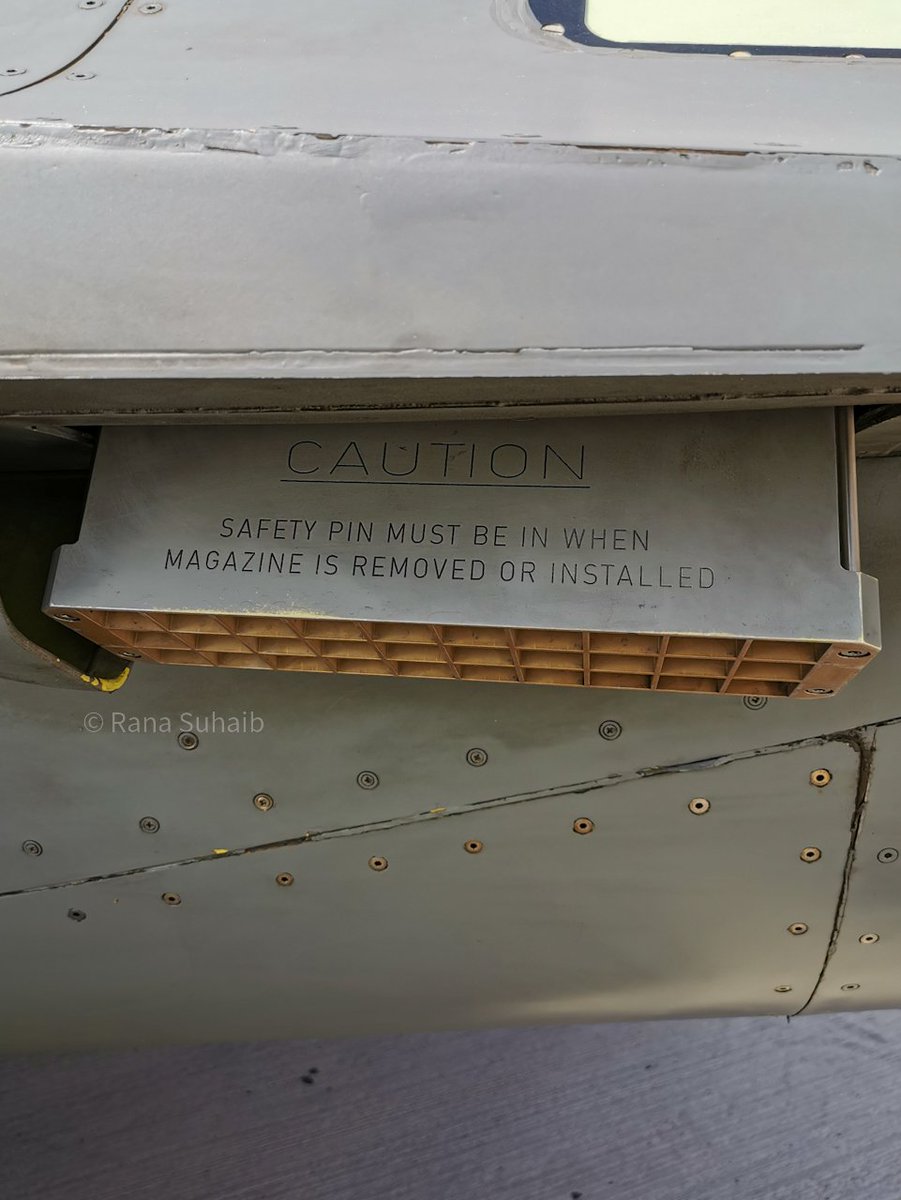 CAUTION
SAFETY PIN MUST BE IN WHEN
MAGAZINE IS REMOVED OR INSTALLED
© Rana Suhaib